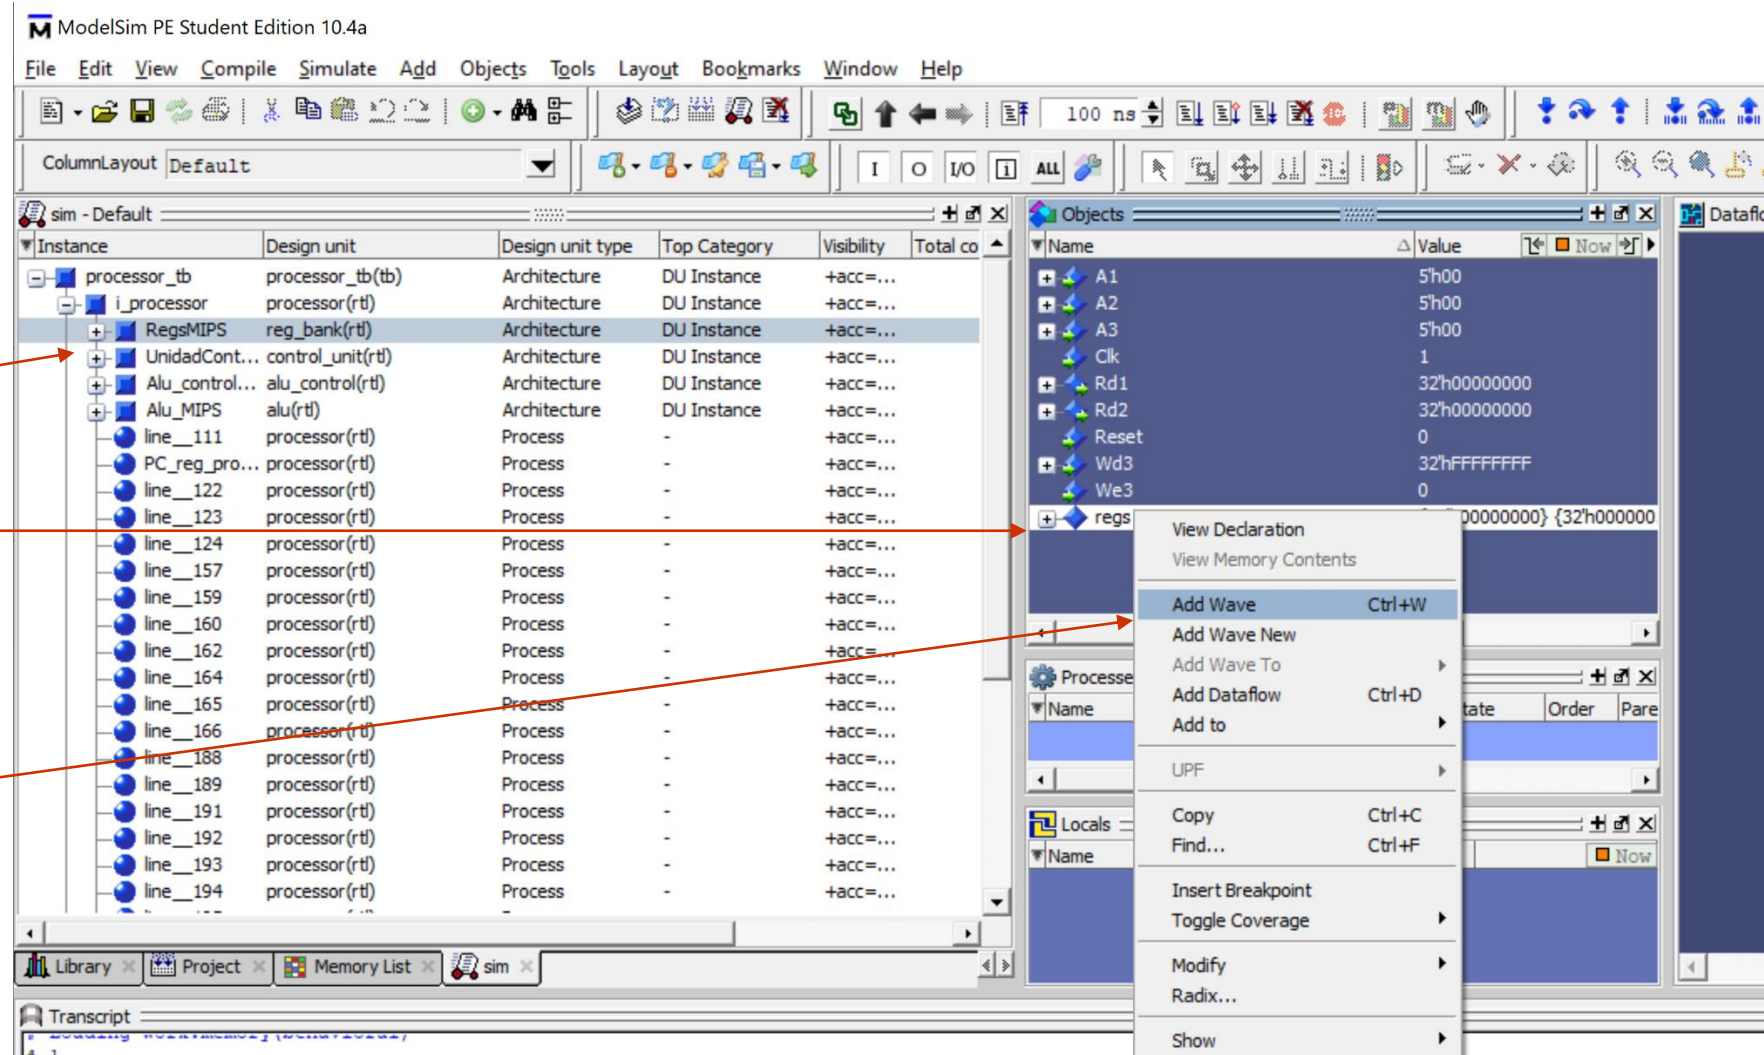 ModelSim PE Student Edition 10.4a
File Edit View Compile Simulate Add Objects Tools Layout Bookmarks Window Help
100 ns
ColumnLayout Default
I O I/O i ALL
sim - Default
Instance Design unit Design unit type Top Category Visibility Total co
processor_tb processor_tb(tb) Architecture DU Instance +acc=...
i_processor processor(rtl) Architecture DU Instance +acc=...
RegsMIPS reg_bank(rtl) Architecture DU Instance +acc=...
UnidadCont... control_unit(rtl) Architecture DU Instance +acc=...
Alu_control... alu_control(rtl) Architecture DU Instance +acc=...
Alu_MIPS alu(rtl) Architecture DU Instance +acc=...
line__111 processor(rtl) Process - +acc=...
PC_reg_pro... processor(rtl) Process - +acc=...
line__122 processor(rtl) Process - +acc=...
line__123 processor(rtl) Process - +acc=...
line__124 processor(rtl) Process - +acc=...
line__157 processor(rtl) Process - +acc=...
line__159 processor(rtl) Process - +acc=...
line__160 processor(rtl) Process - +acc=...
line__162 processor(rtl) Process - +acc=...
line__164 processor(rtl) Process - +acc=...
line__165 processor(rtl) Process - +acc=...
line__166 processor(rtl) Process - +acc=...
line__188 processor(rtl) Process - +acc=...
line__189 processor(rtl) Process - +acc=...
line__191 processor(rtl) Process - +acc=...
line__192 processor(rtl) Process - +acc=...
line__193 processor(rtl) Process - +acc=...
line__194 processor(rtl) Process - +acc=...
Library Project Memory List sim
Objects
Name Value Now
A1 5'h00
A2 5'h00
A3 5'h00
Clk 1
Rd1 32'h00000000
Rd2 32'h00000000
Reset 0
Wd3 32'hFFFFFFFF
We3 0
regs 00000000} {32'h000000
Processe
Name tate Order Pare
Locals
Name Now
View Declaration
View Memory Contents
Add Wave Ctrl+W
Add Wave New
Add Wave To
Add Dataflow Ctrl+D
Add to
UPF
Copy Ctrl+C
Find... Ctrl+F
Insert Breakpoint
Toggle Coverage
Modify
Radix...
Show
Dataflo
Transcript